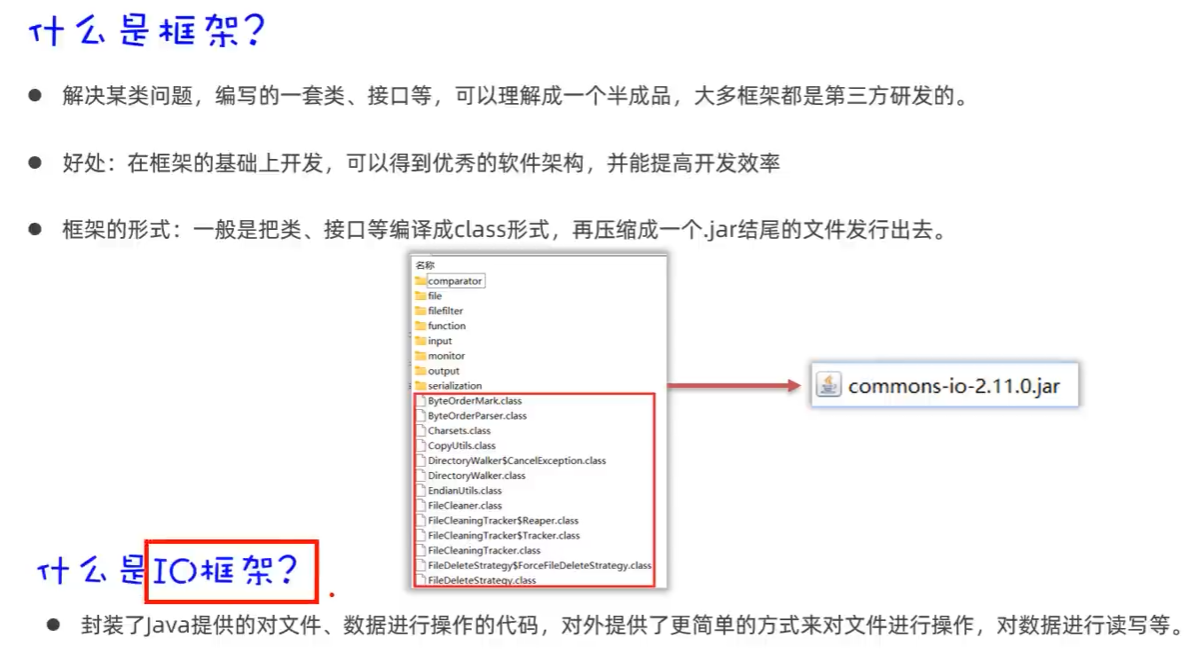 什么是框架？
● 解决某类问题，编写的一套类、接口等，可以理解成一个半成品，大多框架都是第三方研发的。
● 好处：在框架的基础上开发，可以得到优秀的软件架构，并能提高开发效率
● 框架的形式：一般是把类、接口等编译成class形式，再压缩成一个.jar结尾的文件发行出去。
名称
comparator
file
filefilter
function
input
monitor
output
serialization
ByteOrderMark.class
ByteOrderParser.class
Charsets.class
CopyUtils.class
DirectoryWalker$CancelException.class
DirectoryWalker.class
EndianUtils.class
FileCleaner.class
FileCleaningTracker$Reaper.class
FileCleaningTracker$Tracker.class
FileCleaningTracker.class
FileDeleteStrategy$ForceFileDeleteStrategy.class
FileDeleteStrategy.class
commons-io-2.11.0.jar
什么是IO框架？
● 封装了Java提供的对文件、数据进行操作的代码，对外提供了更简单的方式来对文件进行操作，对数据进行读写等。